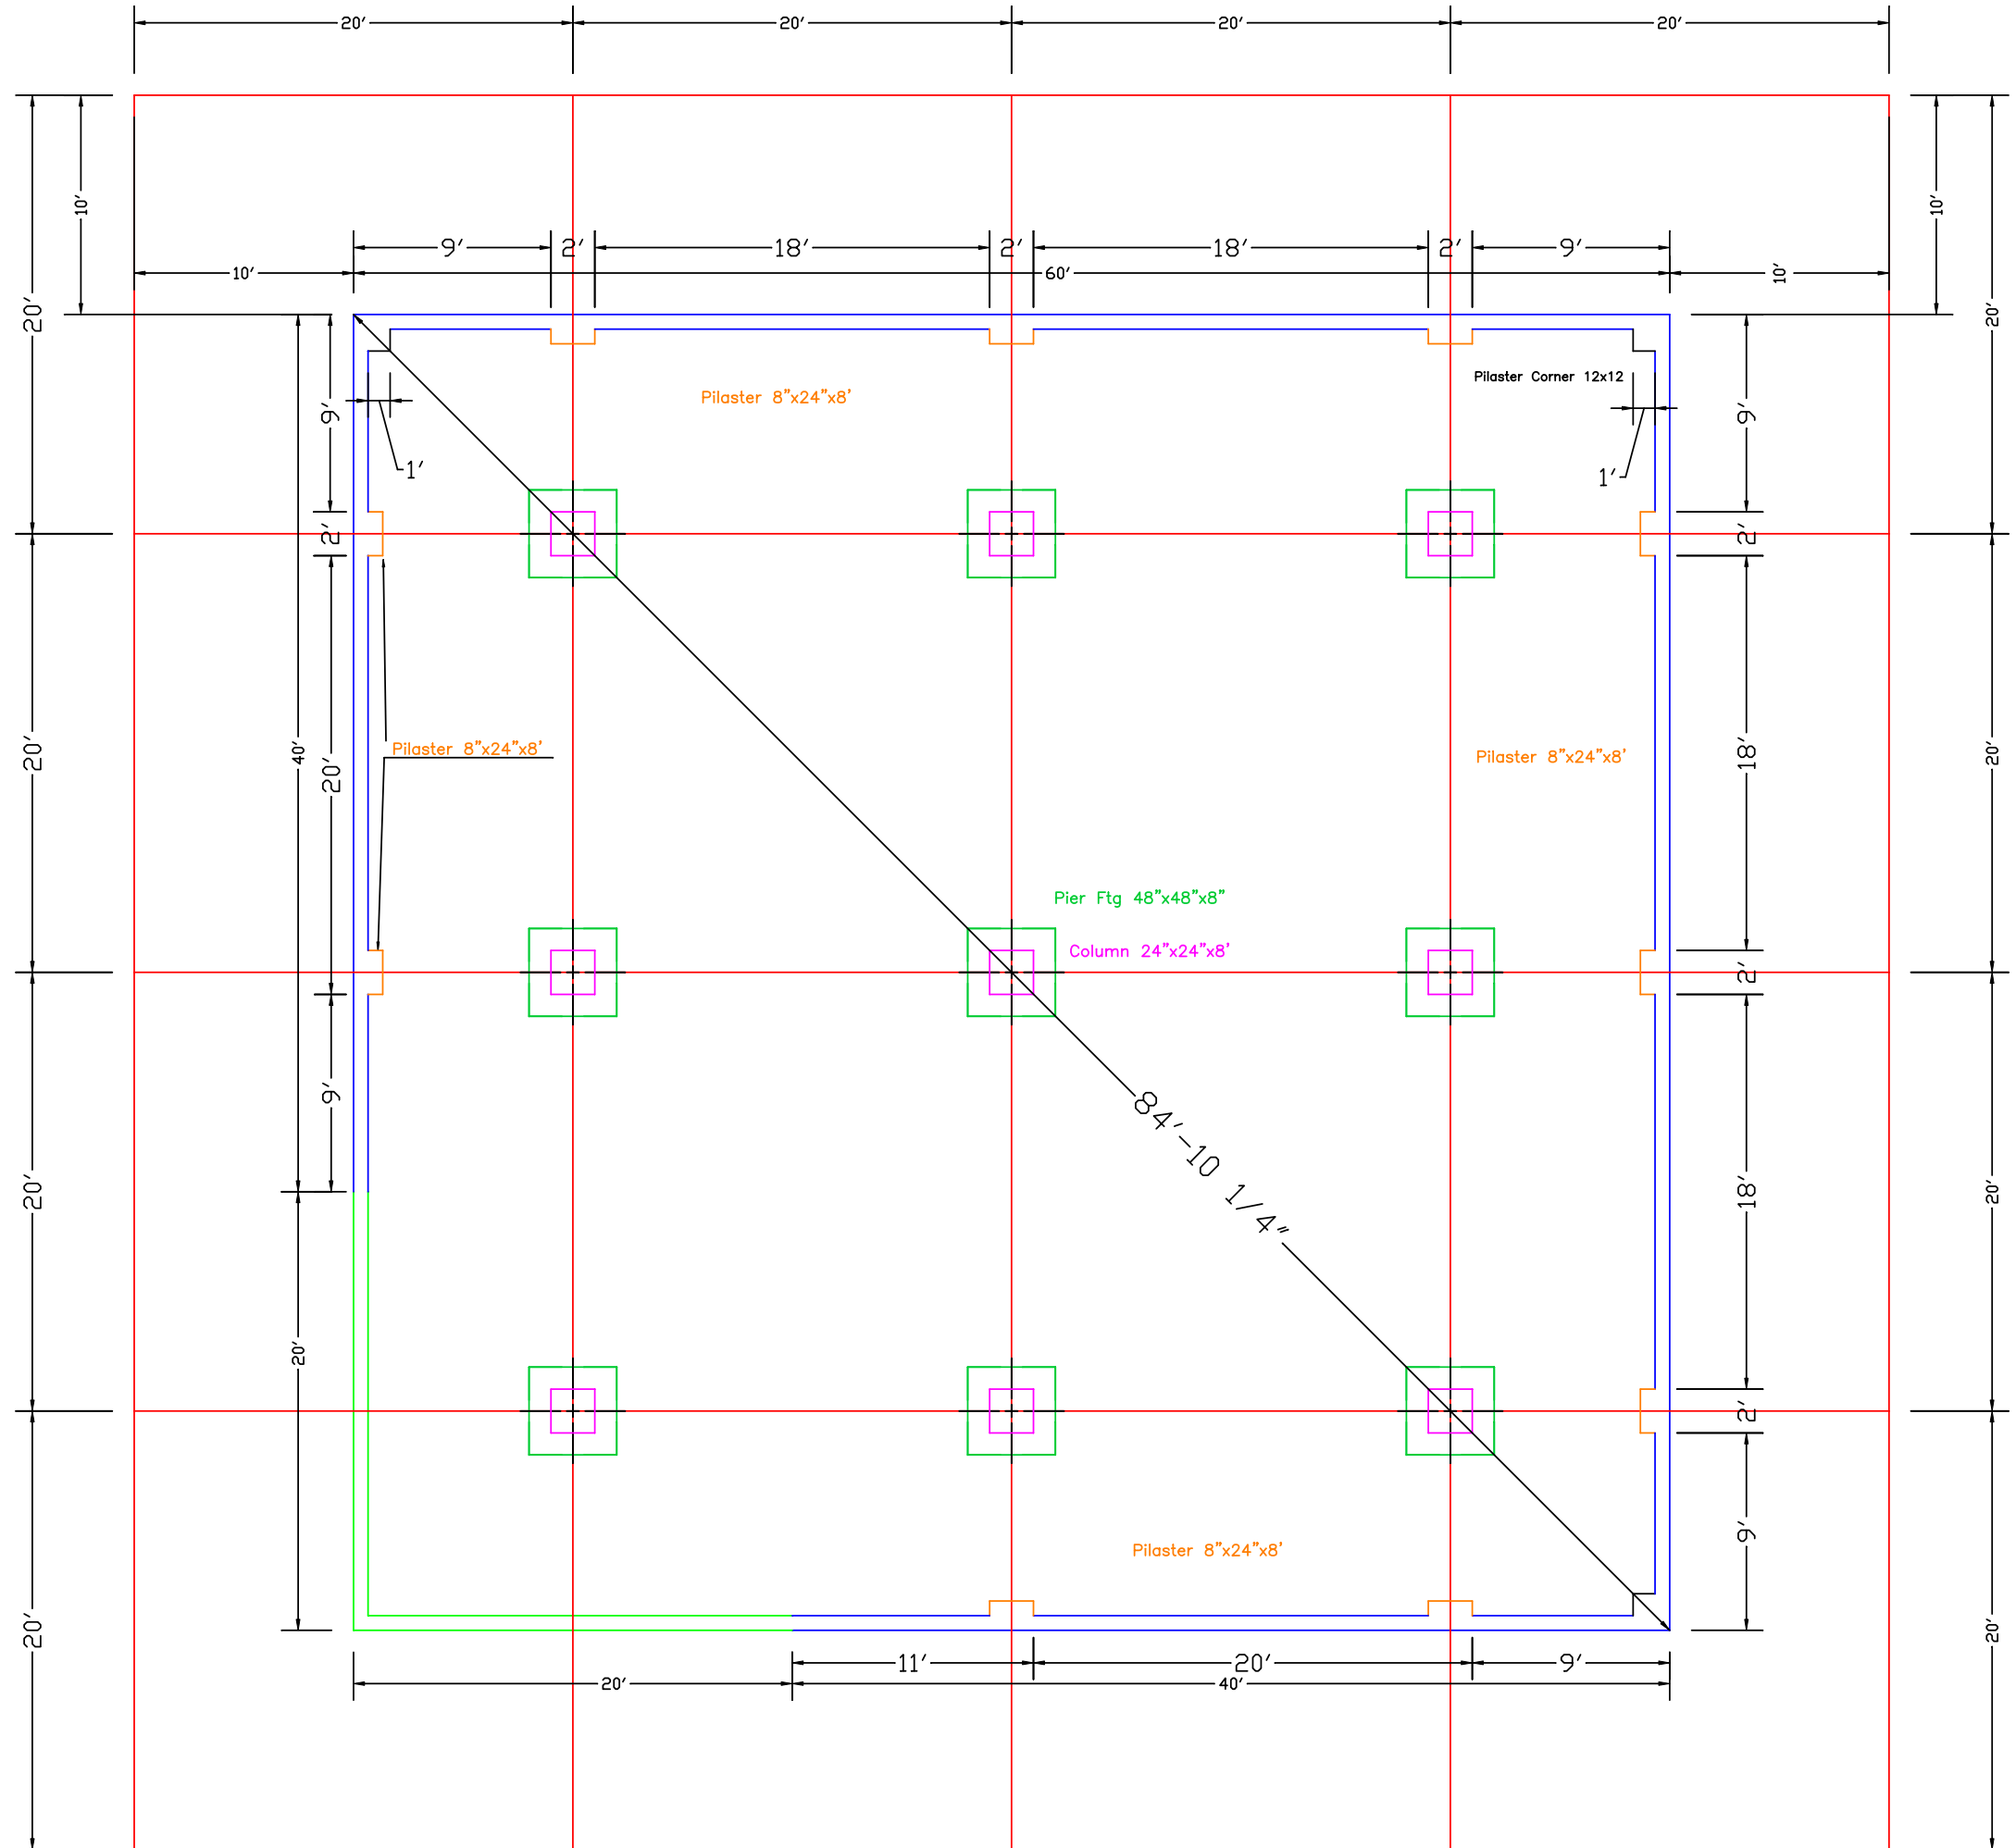 20' 20' 20' 20'
10' 10'
9' 2' 18' 2' 18' 2' 9'
10' 60' 10'
20' 20'
Pilaster Corner 12x12
Pilaster 8"x24"x8'
9' 9'
1' 1'
2' 2'
Pilaster 8"x24"x8'
20' 40' 20' Pilaster 8"x24"x8' 18' 20'
Pier Ftg 48"x48"x8"
Column 24"x24"x8'
2'
9'
84'-10 1/4"
20' 18' 20'
20'
2'
9'
Pilaster 8"x24"x8'
20' 20'
11' 20' 9'
20' 40'